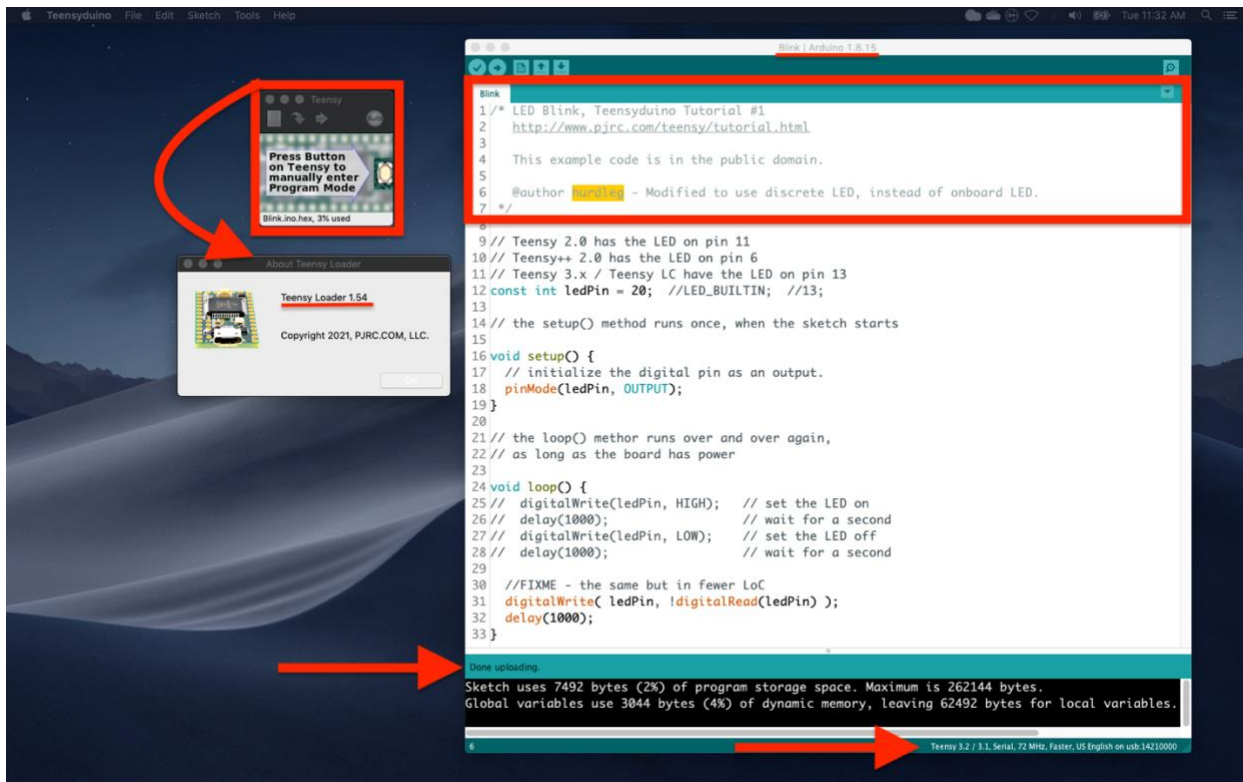 Teensyduino File Edit Sketch Tools Help
Tue 11:32 AM
Blink | Arduino 1.8.15
Blink
1 /* LED Blink, Teensyduino Tutorial #1
2 http://www.pjrc.com/teensy/tutorial.html
3
4 This example code is in the public domain.
5
6 @author hurdleg - Modified to use discrete LED, instead of onboard LED.
7 */
8
9 // Teensy 2.0 has the LED on pin 11
10 // Teensy++ 2.0 has the LED on pin 6
11 // Teensy 3.x / Teensy LC have the LED on pin 13
12 const int ledPin = 20; //LED_BUILTIN; //13;
13
14 // the setup() method runs once, when the sketch starts
15
16 void setup() {
17 // initialize the digital pin as an output.
18 pinMode(ledPin, OUTPUT);
19 }
20
21 // the loop() methor runs over and over again,
22 // as long as the board has power
23
24 void loop() {
25 // digitalWrite(ledPin, HIGH); // set the LED on
26 // delay(1000); // wait for a second
27 // digitalWrite(ledPin, LOW); // set the LED off
28 // delay(1000); // wait for a second
29
30 //FIXME - the same but in fewer LoC
31 digitalWrite( ledPin, !digitalRead(ledPin) );
32 delay(1000);
33 }
Done uploading.
Sketch uses 7492 bytes (2%) of program storage space. Maximum is 262144 bytes.
Global variables use 3044 bytes (4%) of dynamic memory, leaving 62492 bytes for local variables.
6
Teensy 3.2 / 3.1, Serial, 72 MHz, Faster, US English on usb:14210000
Teensy
Press Button
on Teensy to
manually enter
Program Mode
Blink.ino.hex, 3% used
About Teensy Loader
Teensy Loader 1.54
Copyright 2021, PJRC.COM, LLC.